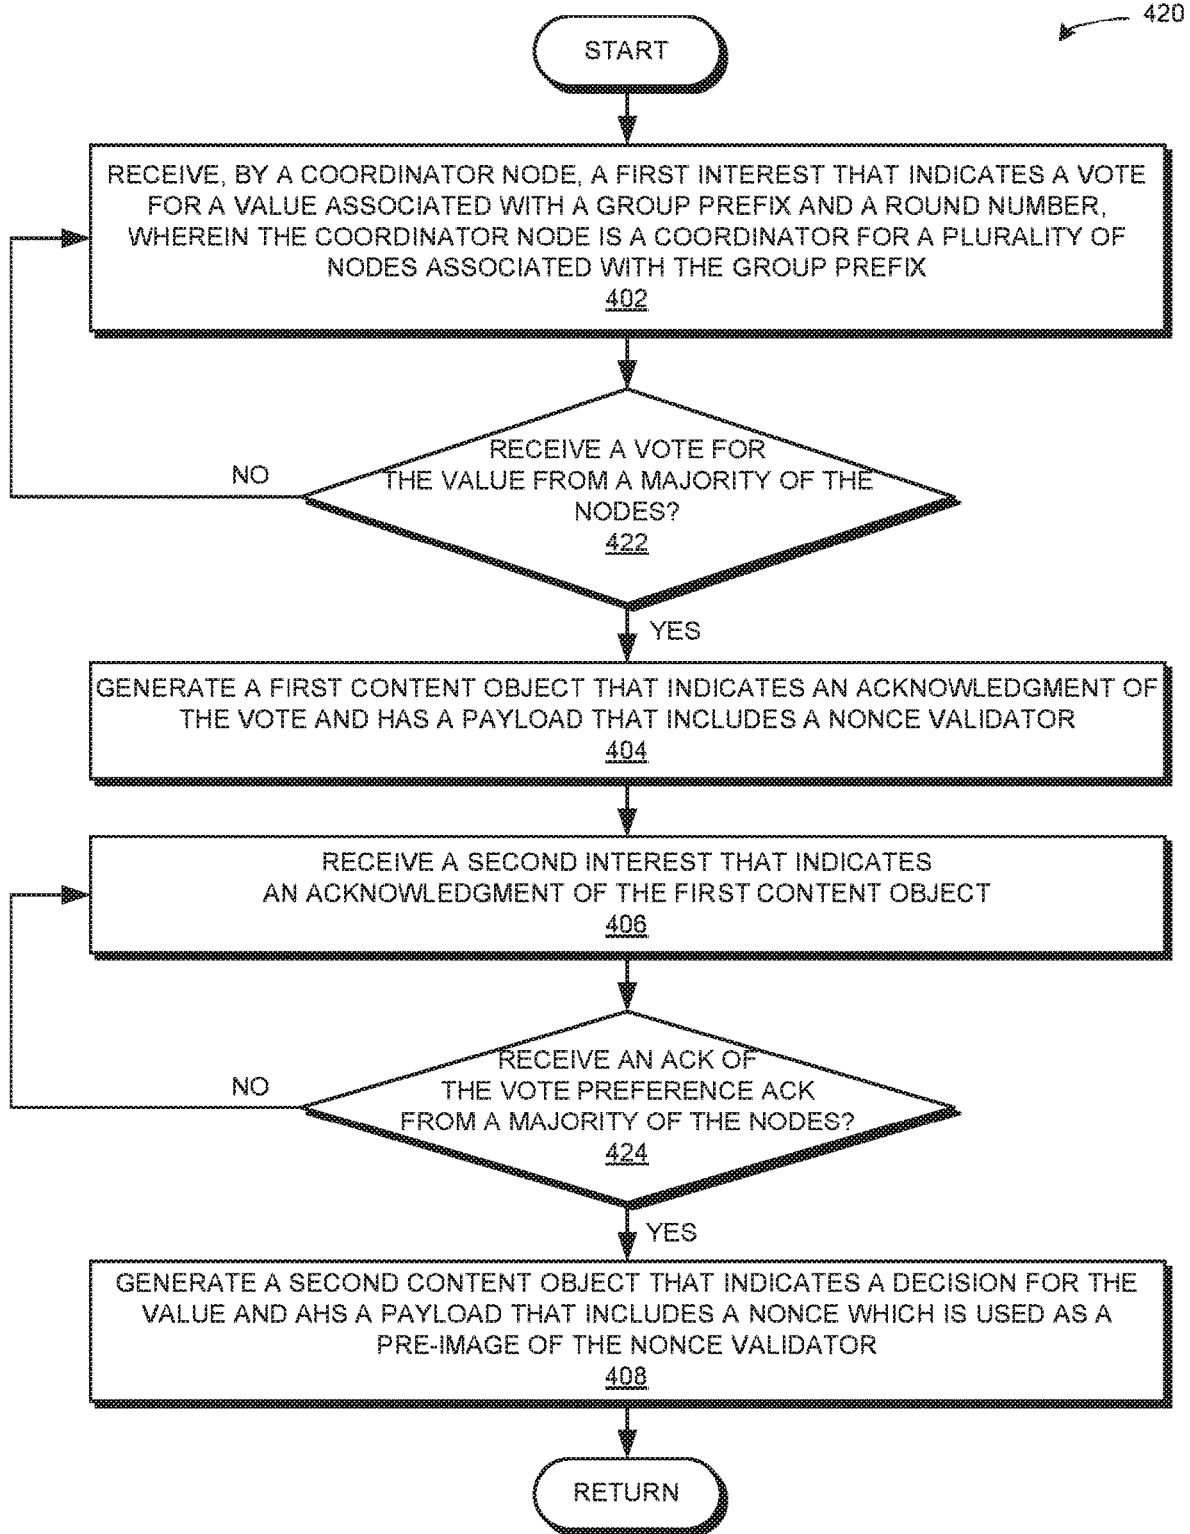 420
START
RECEIVE, BY A COORDINATOR NODE, A FIRST INTEREST THAT INDICATES A VOTE
FOR A VALUE ASSOCIATED WITH A GROUP PREFIX AND A ROUND NUMBER,
WHEREIN THE COORDINATOR NODE IS A COORDINATOR FOR A PLURALITY OF
NODES ASSOCIATED WITH THE GROUP PREFIX
402
RECEIVE A VOTE FOR
THE VALUE FROM A MAJORITY OF THE
NODES?
422
NO
YES
GENERATE A FIRST CONTENT OBJECT THAT INDICATES AN ACKNOWLEDGMENT OF
THE VOTE AND HAS A PAYLOAD THAT INCLUDES A NONCE VALIDATOR
404
RECEIVE A SECOND INTEREST THAT INDICATES
AN ACKNOWLEDGMENT OF THE FIRST CONTENT OBJECT
406
RECEIVE AN ACK OF
THE VOTE PREFERENCE ACK
FROM A MAJORITY OF THE NODES?
424
NO
YES
GENERATE A SECOND CONTENT OBJECT THAT INDICATES A DECISION FOR THE
VALUE AND AHS A PAYLOAD THAT INCLUDES A NONCE WHICH IS USED AS A
PRE-IMAGE OF THE NONCE VALIDATOR
408
RETURN